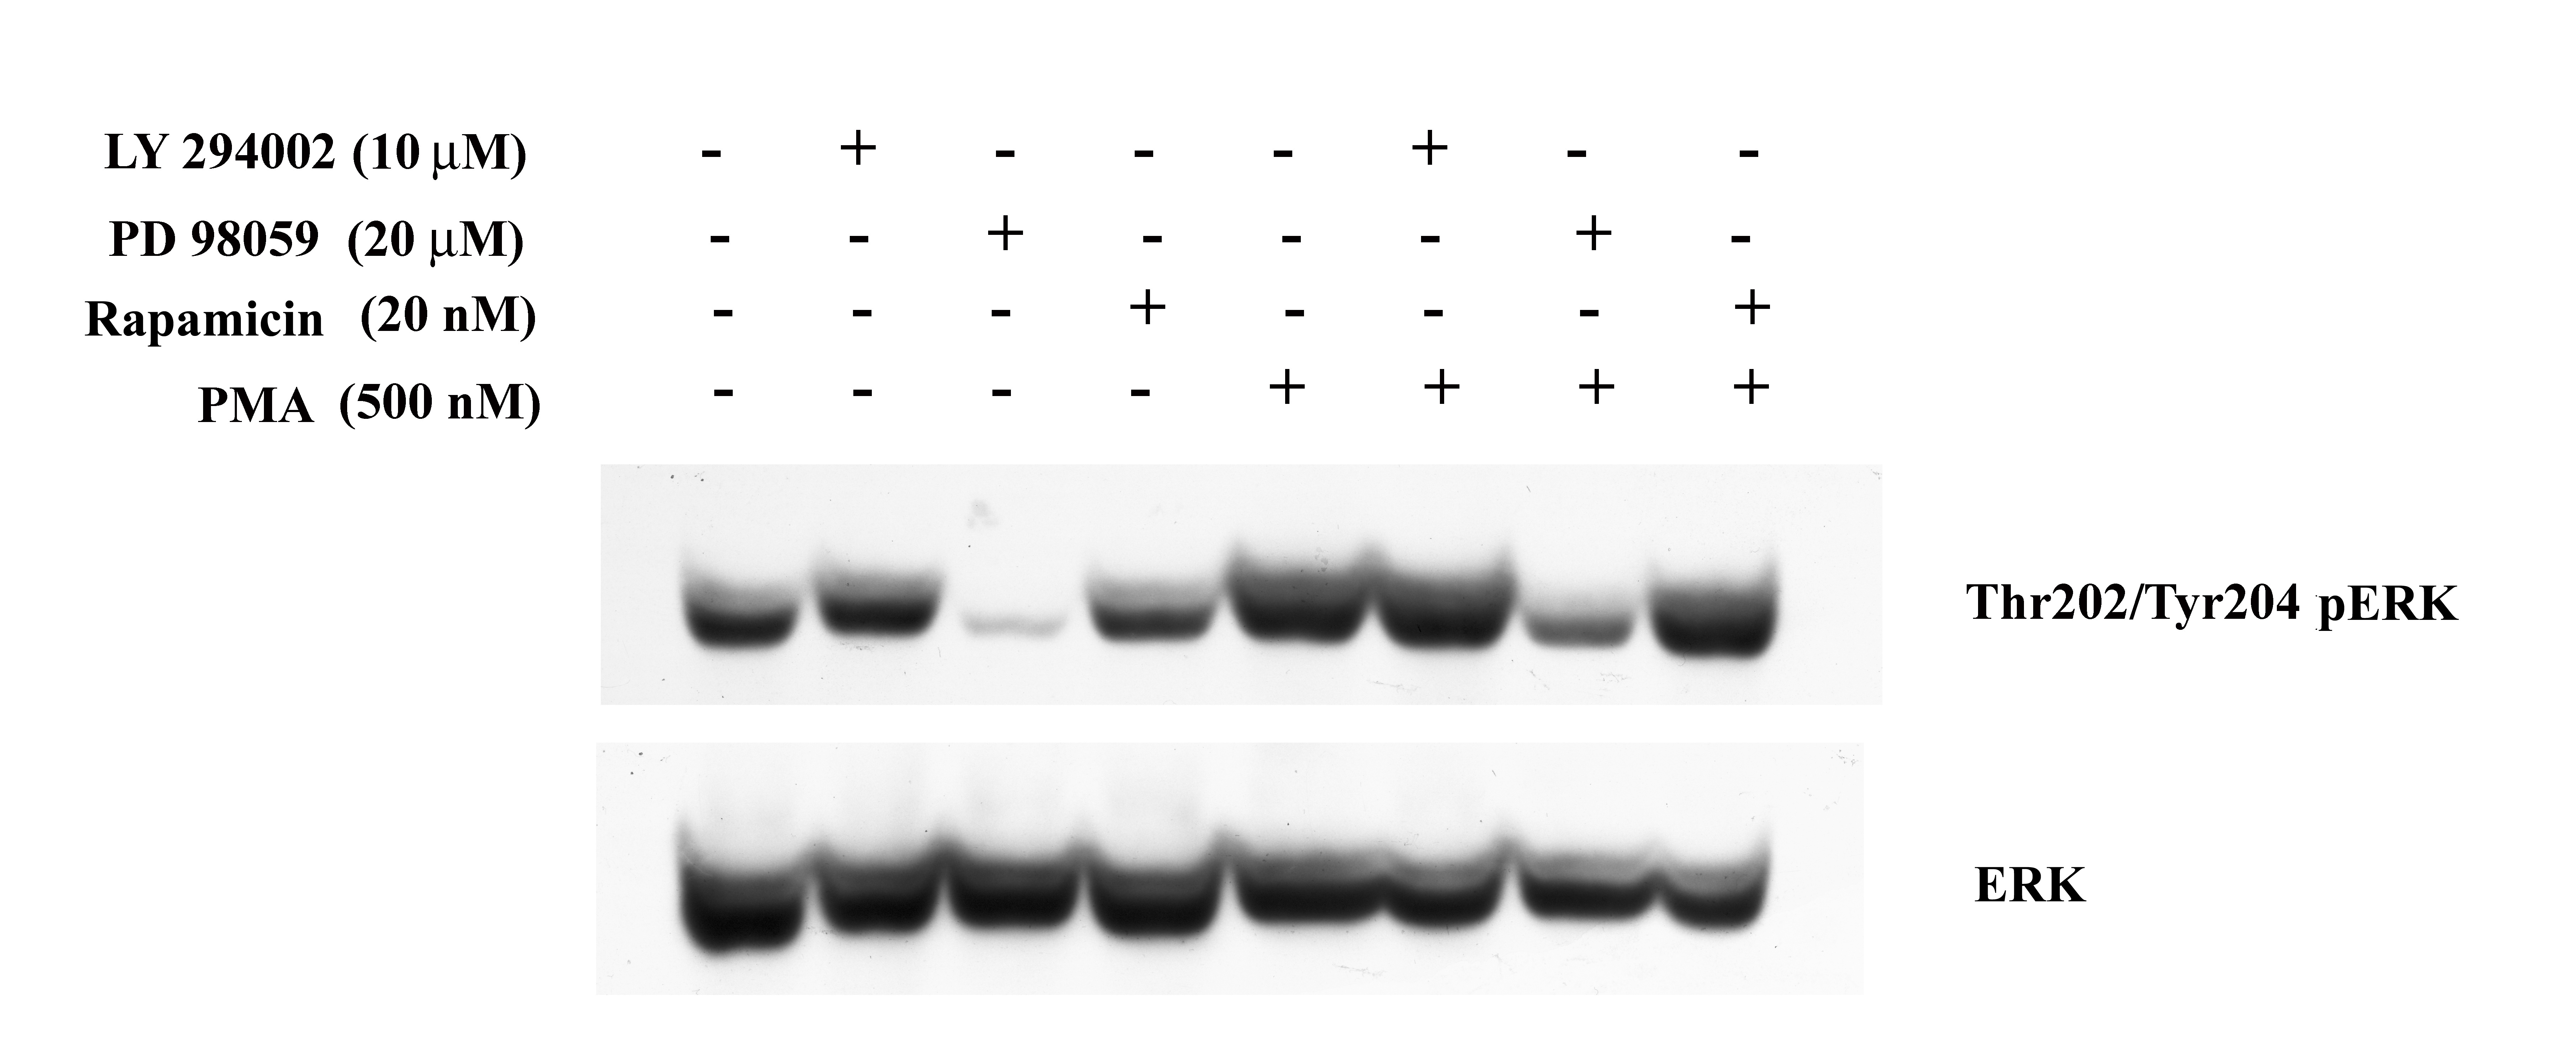 LY 294002 (10 μM) - + - - - + - -
PD 98059 (20 μM) - - + - - - + -
Rapamicin (20 nM) - - - + - - - +
PMA (500 nM) - - - - + + + +
Thr202/Tyr204 pERK
ERK